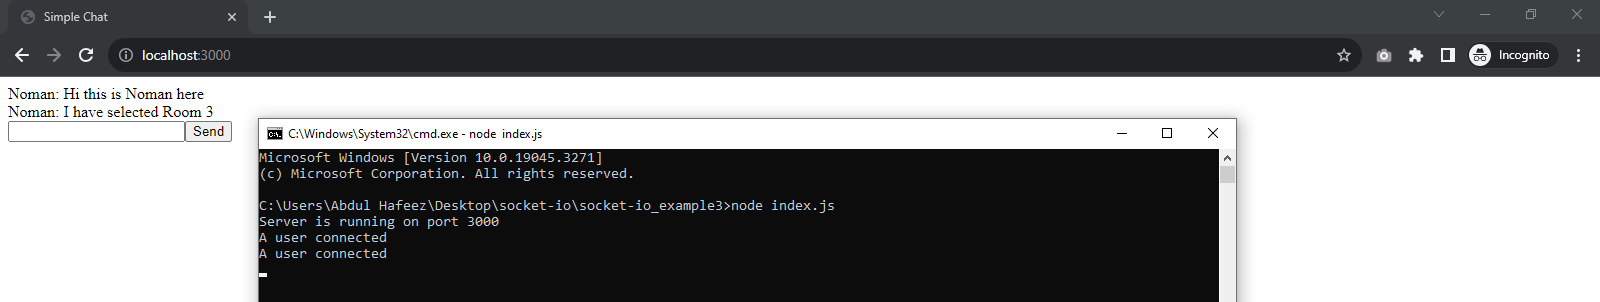 Simple Chat
localhost:3000
Incognito
Noman: Hi this is Noman here
Noman: I have selected Room 3
Send
C:\Windows\System32\cmd.exe - node  index.js
Microsoft Windows [Version 10.0.19045.3271]
(c) Microsoft Corporation. All rights reserved.
C:\Users\Abdul Hafeez\Desktop\socket-io\socket-io_example3>node index.js
Server is running on port 3000
A user connected
A user connected